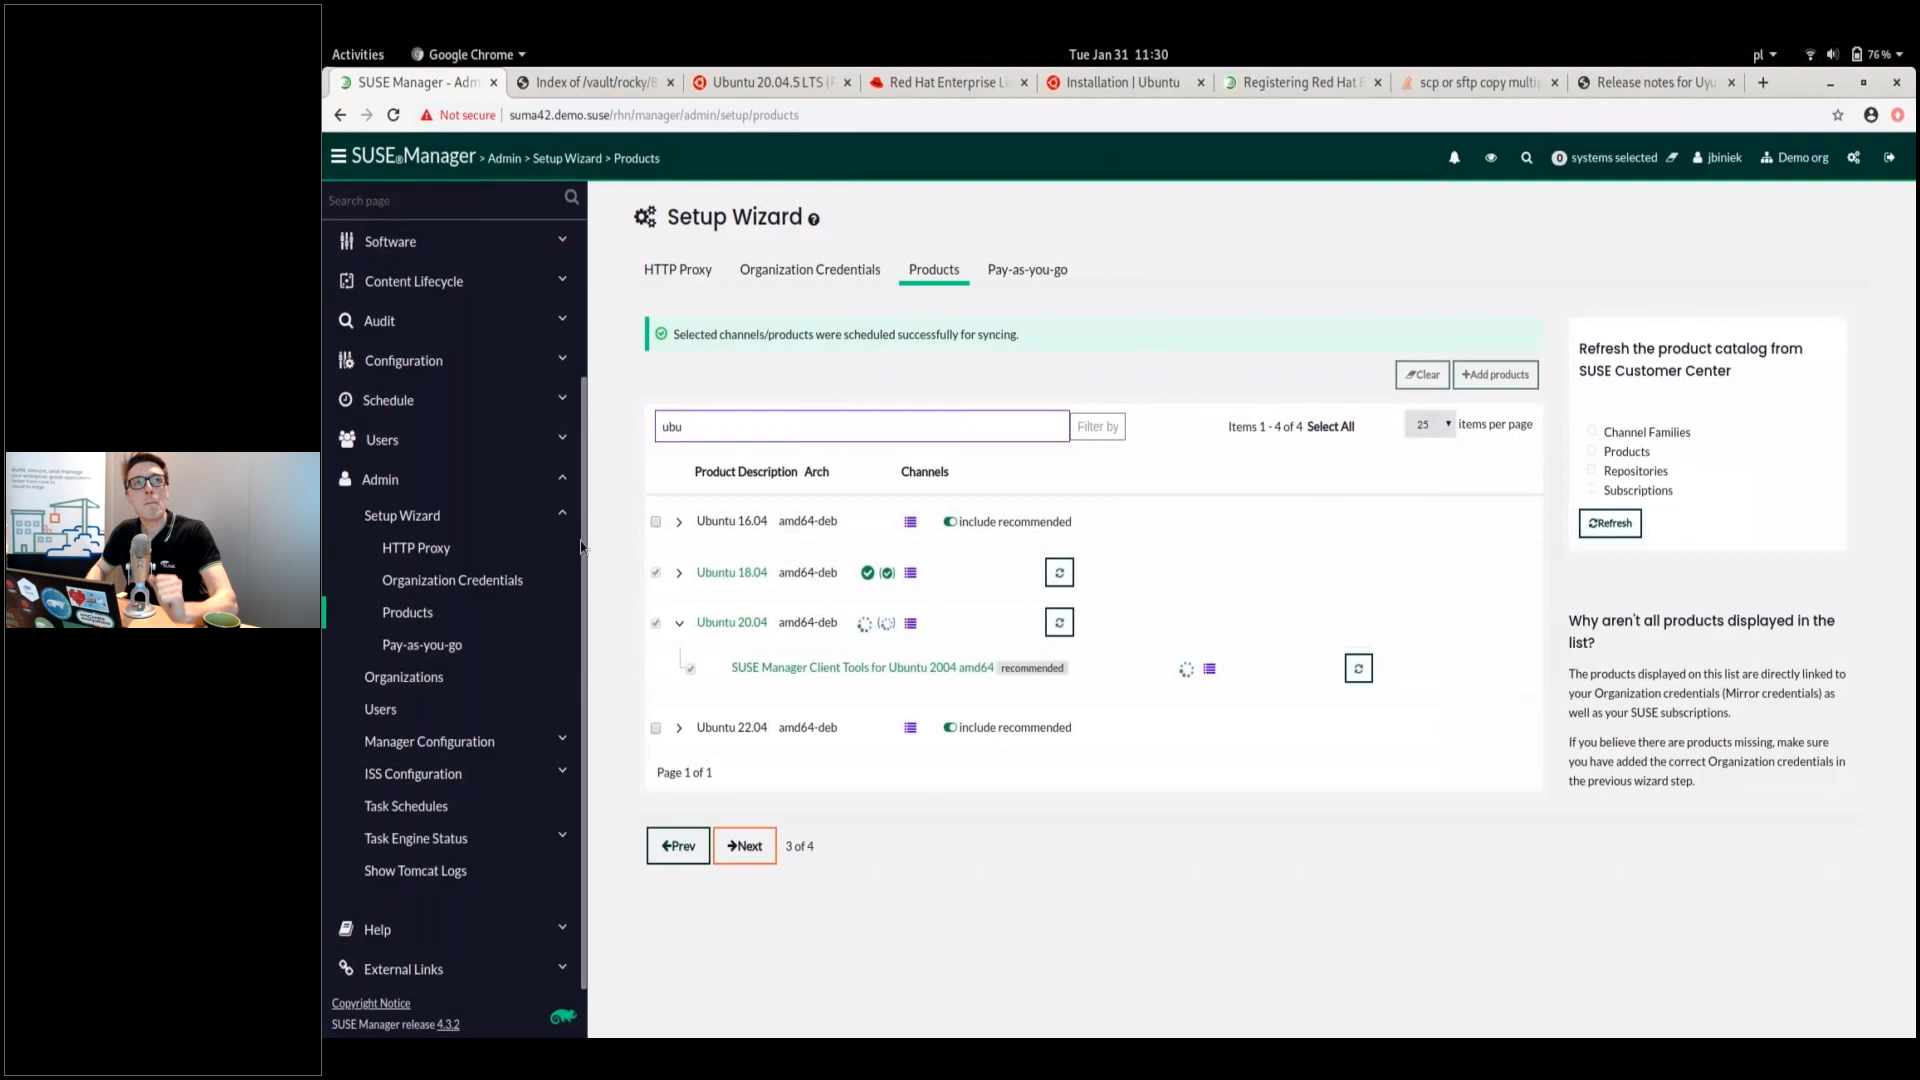 Activities
Google Chrome
Tue Jan 31 11:30
pl
76%
SUSE Manager - Adm
Index of /vault/rocky/8
Ubuntu 20.04.5 LTS (F
Red Hat Enterprise L
Installation | Ubuntu
Registering Red Hat E
scp or sftp copy multip
Release notes for Uyu
Not secure
suma42.demo.suse/rhn/manager/admin/setup/products
SUSE®Manager > Admin > Setup Wizard > Products
0 systems selected
jbiniek
Demo org
Search page
Software
Content Lifecycle
Audit
Configuration
Schedule
Users
Admin
Setup Wizard
HTTP Proxy
Organization Credentials
Products
Pay-as-you-go
Organizations
Users
Manager Configuration
ISS Configuration
Task Schedules
Task Engine Status
Show Tomcat Logs
Help
External Links
Copyright Notice
SUSE Manager release 4.3.2
Setup Wizard
HTTP Proxy Organization Credentials Products Pay-as-you-go
Selected channels/products were scheduled successfully for syncing.
Clear +Add products
ubu
Filter by
Items 1 - 4 of 4 Select All
25 items per page
Product Description Arch Channels
Ubuntu 16.04 amd64-deb include recommended
Ubuntu 18.04 amd64-deb
Ubuntu 20.04 amd64-deb
SUSE Manager Client Tools for Ubuntu 2004 amd64 recommended
Ubuntu 22.04 amd64-deb include recommended
Page 1 of 1
Prev Next 3 of 4
Refresh the product catalog from
SUSE Customer Center
Channel Families
Products
Repositories
Subscriptions
Refresh
Why aren't all products displayed in the
list?
The products displayed on this list are directly linked to
your Organization credentials (Mirror credentials) as
well as your SUSE subscriptions.
If you believe there are products missing, make sure
you have added the correct Organization credentials in
the previous wizard step.